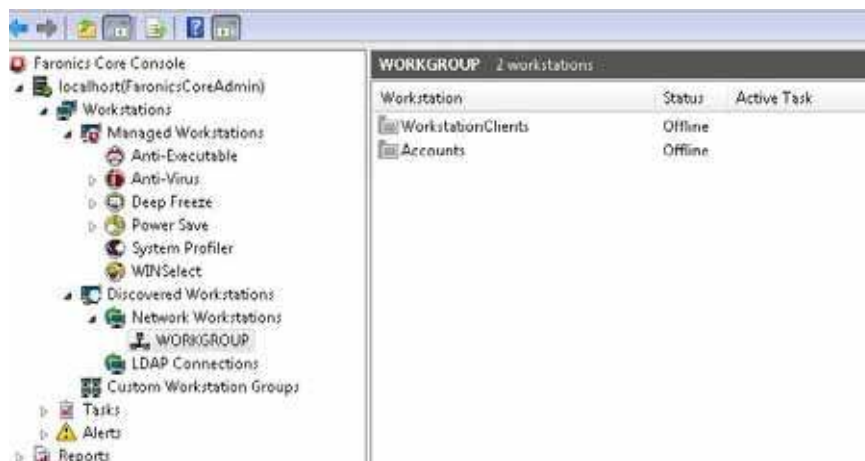 Faronics Core Console
localhost(FaronicsCoreAdmin)
Workstations
Managed Workstations
Anti-Executable
Anti-Virus
Deep Freeze
Power Save
System Profiler
WINSelect
Discovered Workstations
Network Workstations
WORKGROUP
LDAP Connections
Custom Workstation Groups
Tasks
Alerts
Reports
WORKGROUP 2 workstations
Workstation Status Active Task
WorkstationClients Offline
Accounts Offline